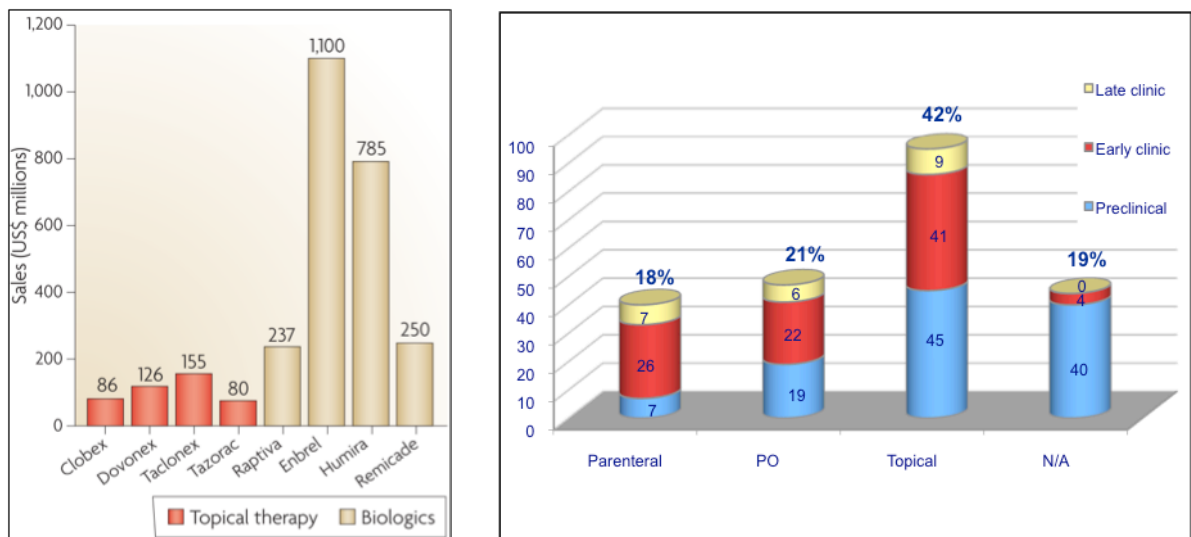 1,200
1,000
800
600
400
200
0
Sales (US$ millions)
86
126
155
80
237
1,100
785
250
Clobex
Dovonex
Taclonex
Tazorac
Raptiva
Enbrel
Humira
Remicade
Topical therapy
Biologics
Late clinic
Early clinic
Preclinical
100
90
80
70
60
50
40
30
20
10
0
18%
7
26
7
21%
6
22
19
42%
9
41
45
19%
0
4
40
Parenteral
PO
Topical
N/A